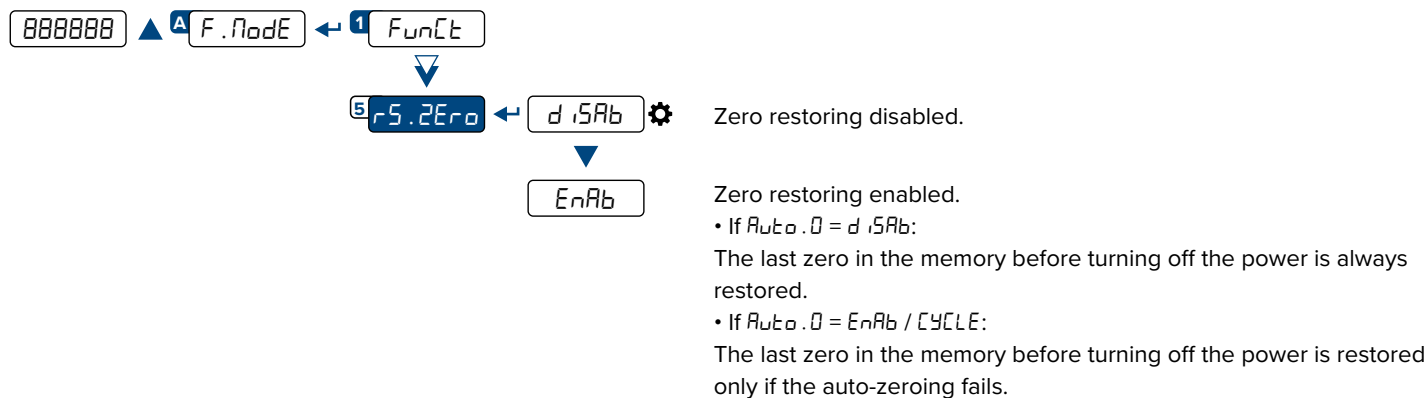 888888 A F.ModE 1 FunCt
5 rS.2Ero diSAb Zero restoring disabled.
EnAb Zero restoring enabled.
• If Auto.0 = diSAb:
The last zero in the memory before turning off the power is always
restored.
• If Auto.0 = EnAb / CYCLE:
The last zero in the memory before turning off the power is restored
only if the auto-zeroing fails.